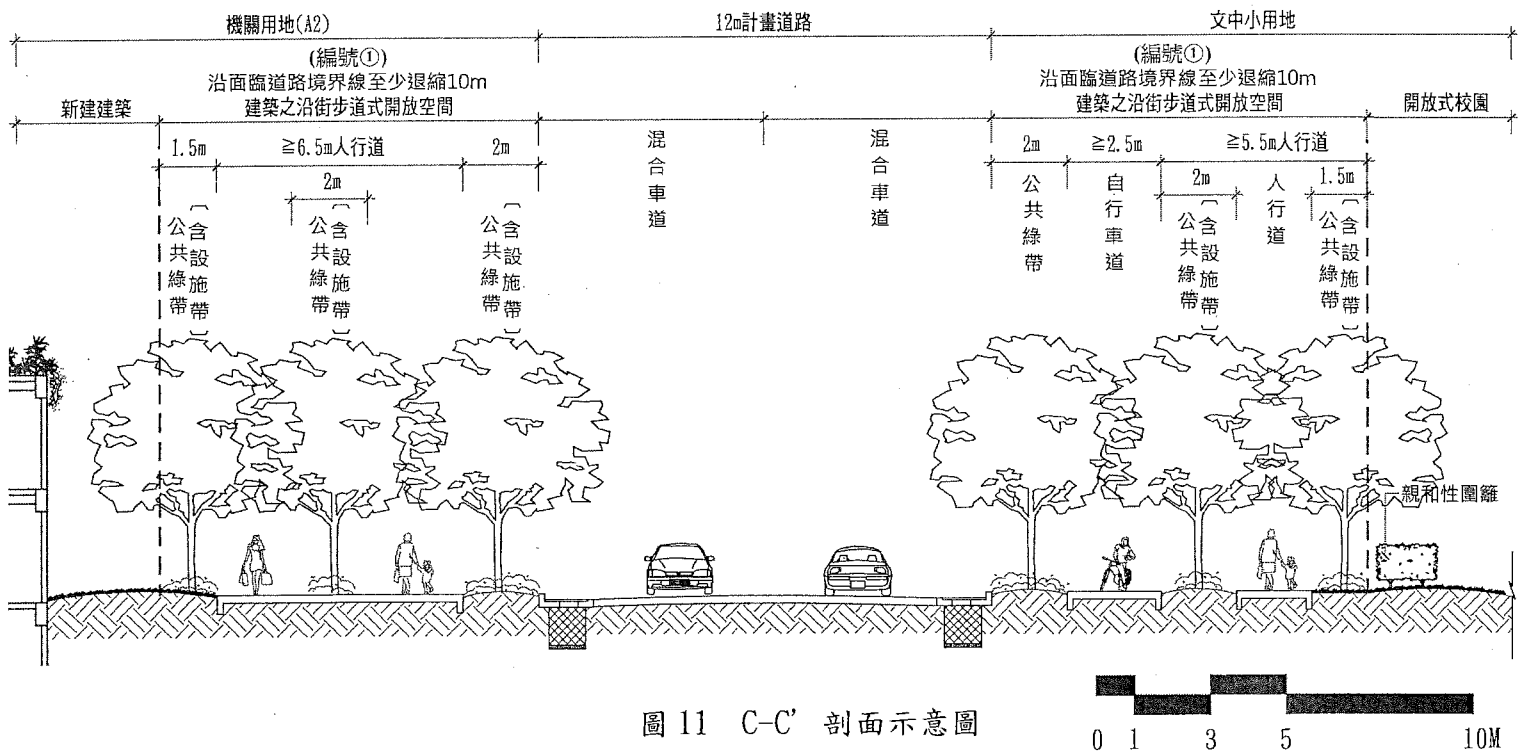 機關用地(A2)
12m計畫道路
文中小用地
(編號①)
沿面臨道路境界線至少退縮10m
建築之沿街步道式開放空間
(編號①)
沿面臨道路境界線至少退縮10m
建築之沿街步道式開放空間
新建建築
開放式校園
1.5m
≧6.5m人行道
2m
2m
公共綠帶
(含設施帶)
公共綠帶
(含設施帶)
公共綠帶
(含設施帶)
混合車道
混合車道
2m
≧2.5m
≧5.5m人行道
公共綠帶
自行車道
2m
公共綠帶
(含設施帶)
人行道
1.5m
公共綠帶
(含設施帶)
親和性圍籬
圖 11 C-C' 剖面示意圖
0 1 3 5 10M